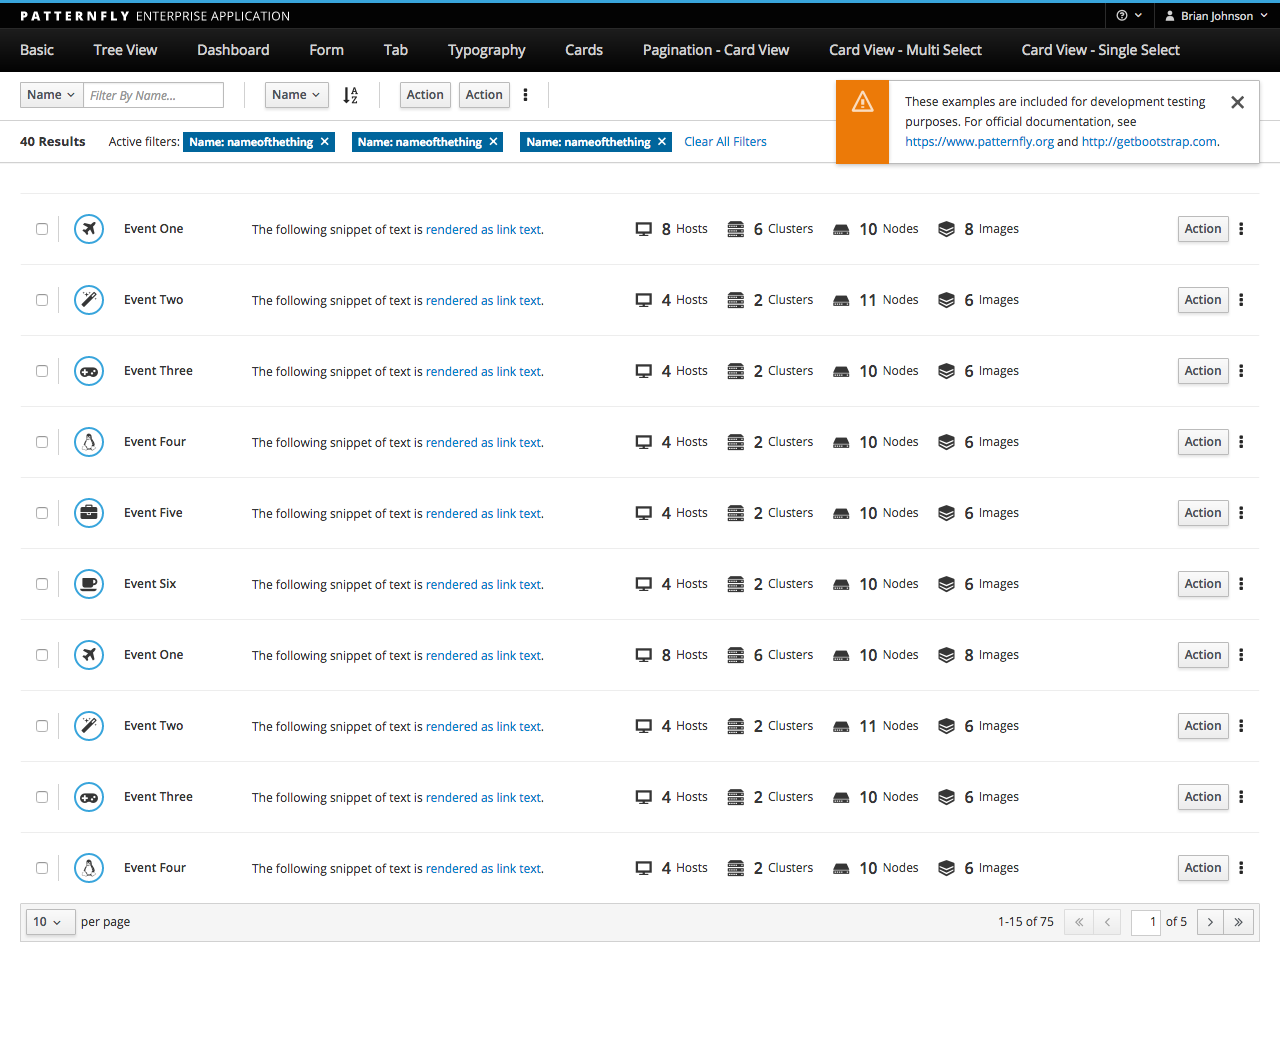 PATTERNFLY ENTERPRISE APPLICATION
Brian Johnson
Basic Tree View Dashboard Form Tab Typography Cards Pagination - Card View Card View - Multi Select Card View - Single Select
Name Filter By Name... Name Action Action
These examples are included for development testing
purposes. For official documentation, see
https://www.patternfly.org and http://getbootstrap.com.
40 Results Active filters: Name: nameofthething Name: nameofthething Name: nameofthething Clear All Filters
Event One The following snippet of text is rendered as link text. 8 Hosts 6 Clusters 10 Nodes 8 Images Action
Event Two The following snippet of text is rendered as link text. 4 Hosts 2 Clusters 11 Nodes 6 Images Action
Event Three The following snippet of text is rendered as link text. 4 Hosts 2 Clusters 10 Nodes 6 Images Action
Event Four The following snippet of text is rendered as link text. 4 Hosts 2 Clusters 10 Nodes 6 Images Action
Event Five The following snippet of text is rendered as link text. 4 Hosts 2 Clusters 10 Nodes 6 Images Action
Event Six The following snippet of text is rendered as link text. 4 Hosts 2 Clusters 10 Nodes 6 Images Action
Event One The following snippet of text is rendered as link text. 8 Hosts 6 Clusters 10 Nodes 8 Images Action
Event Two The following snippet of text is rendered as link text. 4 Hosts 2 Clusters 11 Nodes 6 Images Action
Event Three The following snippet of text is rendered as link text. 4 Hosts 2 Clusters 10 Nodes 6 Images Action
Event Four The following snippet of text is rendered as link text. 4 Hosts 2 Clusters 10 Nodes 6 Images Action
10 per page 1-15 of 75 1 of 5